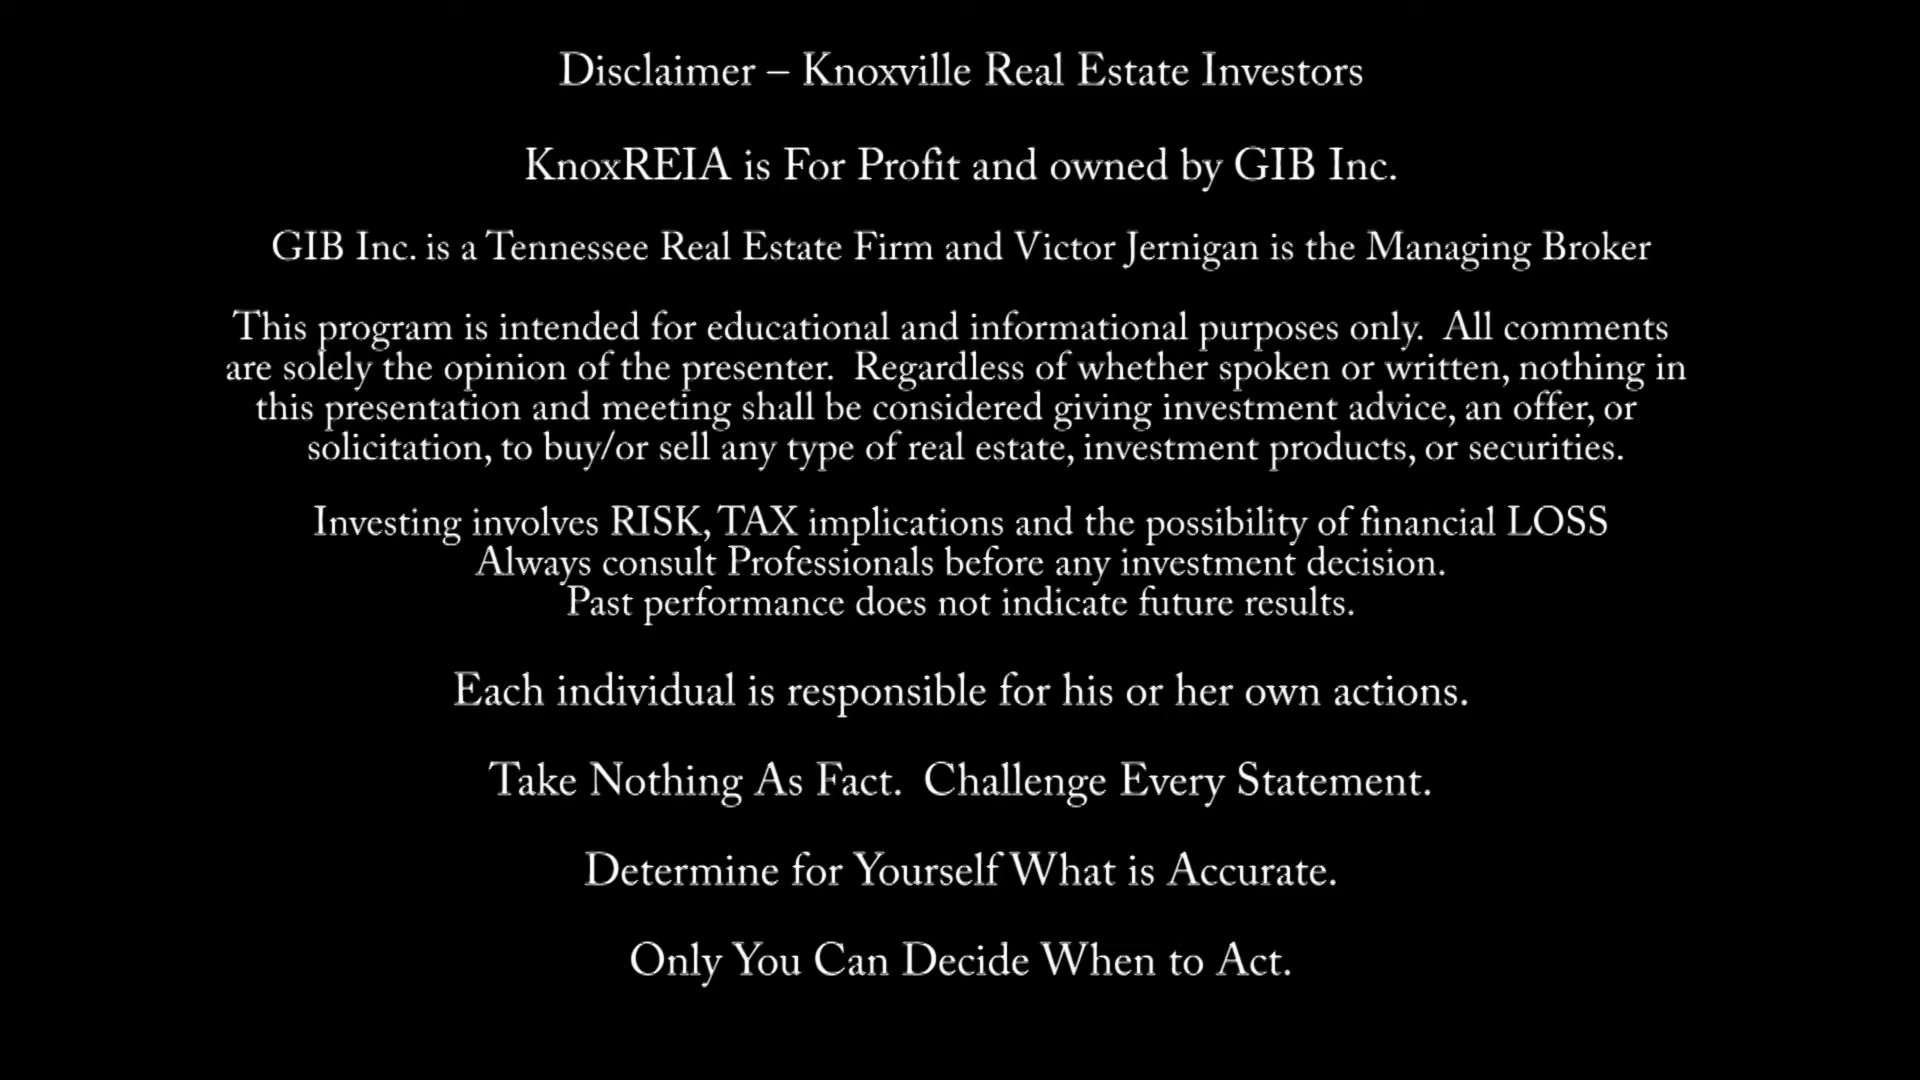 Disclaimer – Knoxville Real Estate Investors
KnoxREIA is For Profit and owned by GIB Inc.
GIB Inc. is a Tennessee Real Estate Firm and Victor Jernigan is the Managing Broker
This program is intended for educational and informational purposes only.  All comments
are solely the opinion of the presenter.  Regardless of whether spoken or written, nothing in
this presentation and meeting shall be considered giving investment advice, an offer, or
solicitation, to buy/or sell any type of real estate, investment products, or securities.
Investing involves RISK, TAX implications and the possibility of financial LOSS
Always consult Professionals before any investment decision.
Past performance does not indicate future results.
Each individual is responsible for his or her own actions.
Take Nothing As Fact.  Challenge Every Statement.
Determine for Yourself What is Accurate.
Only You Can Decide When to Act.